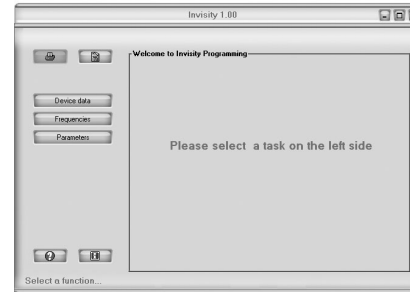 Invisity 1.00
Welcome to Invisity Programming
Device data
Frequencies
Parameters
Please select a task on the left side
Select a function...